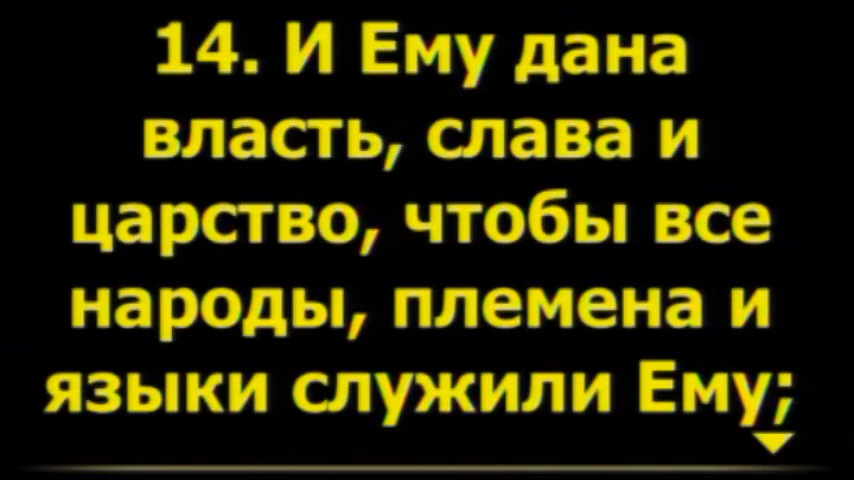 14. И Ему дана
власть, слава и
царство, чтобы все
народы, племена и
языки служили Ему;